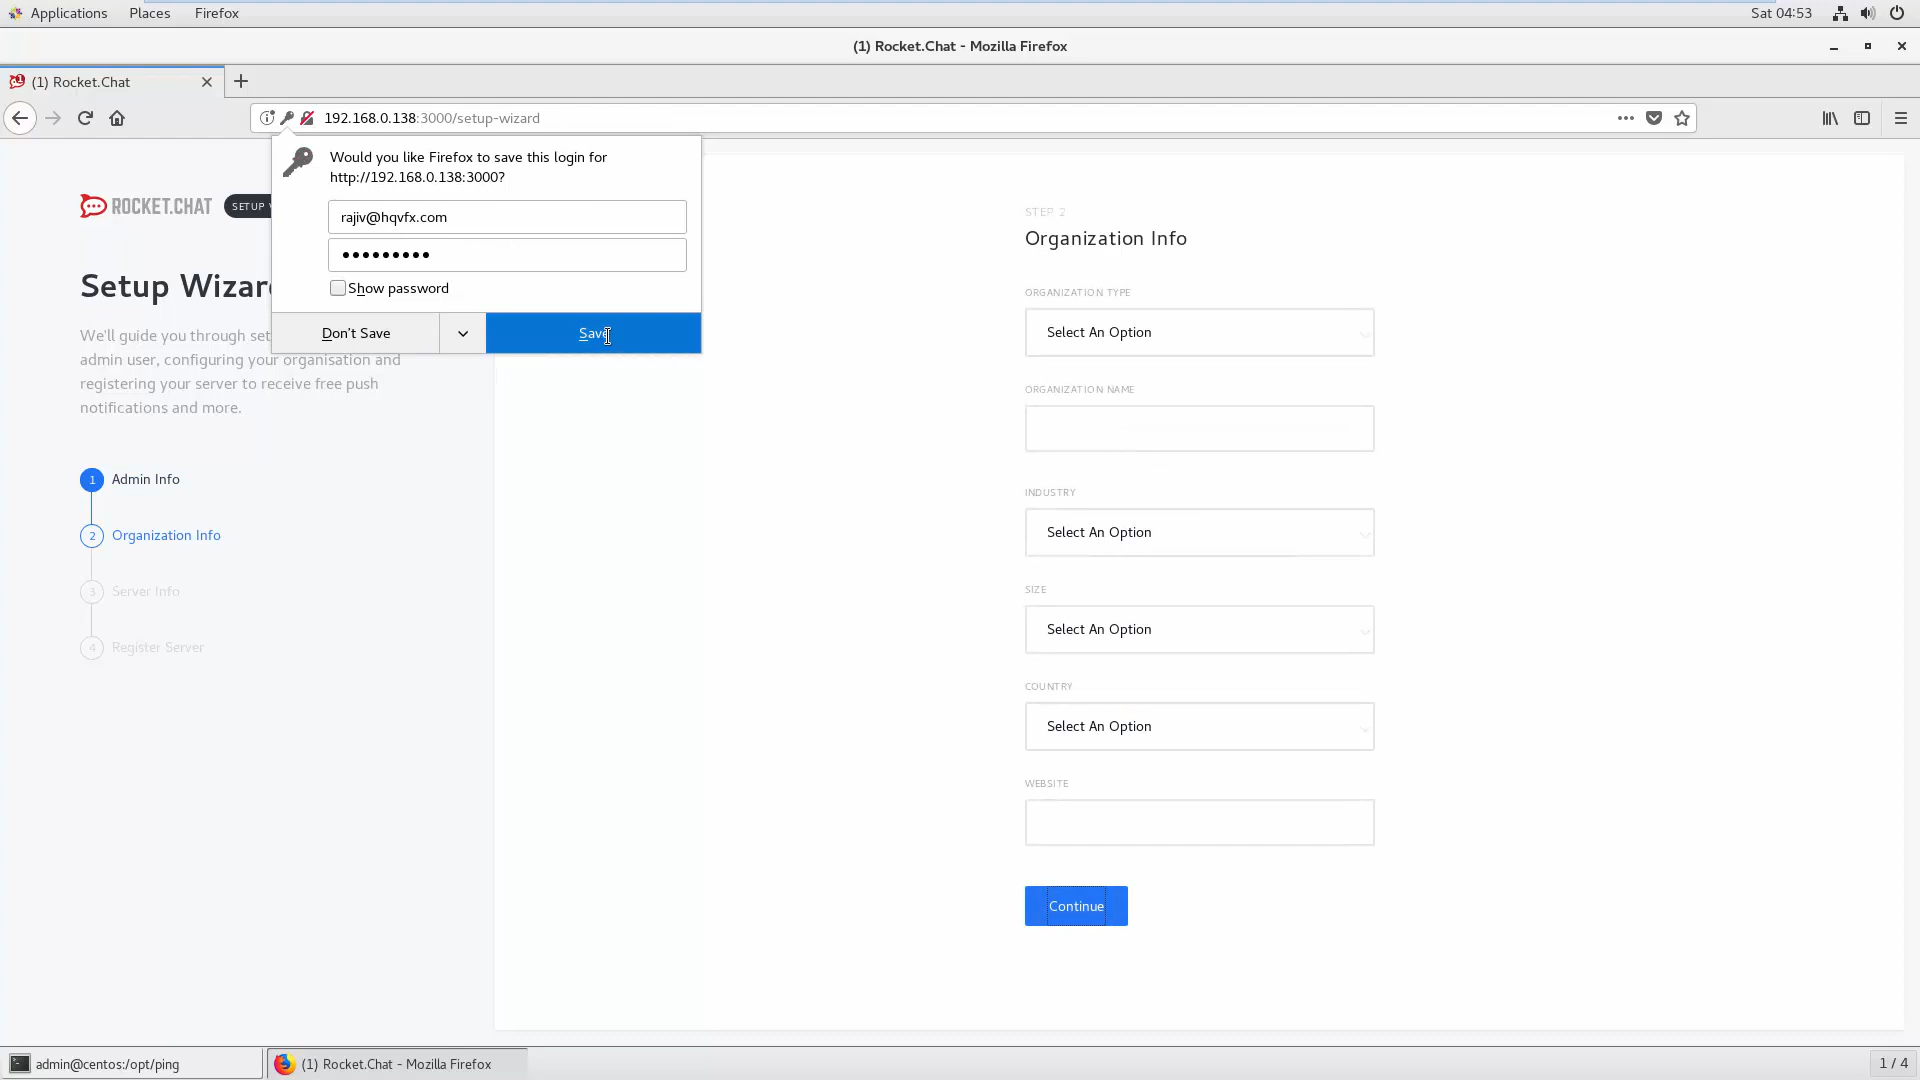 Applications Places Firefox Sat 04:53
(1) Rocket.Chat - Mozilla Firefox
(1) Rocket.Chat
192.168.0.138:3000/setup-wizard
Would you like Firefox to save this login for
http://192.168.0.138:3000?
rajiv@hqvfx.com
●●●●●●●●●
Show password
Don't Save
Save
ROCKET.CHAT
SETUP
Setup Wizar
We'll guide you through set
admin user, configuring your organisation and
registering your server to receive free push
notifications and more.
1 Admin Info
2 Organization Info
3 Server Info
4 Register Server
STEP 2
Organization Info
ORGANIZATION TYPE
Select An Option
ORGANIZATION NAME
INDUSTRY
Select An Option
SIZE
Select An Option
COUNTRY
Select An Option
WEBSITE
Continue
admin@centos:/opt/ping
(1) Rocket.Chat - Mozilla Firefox
1 / 4